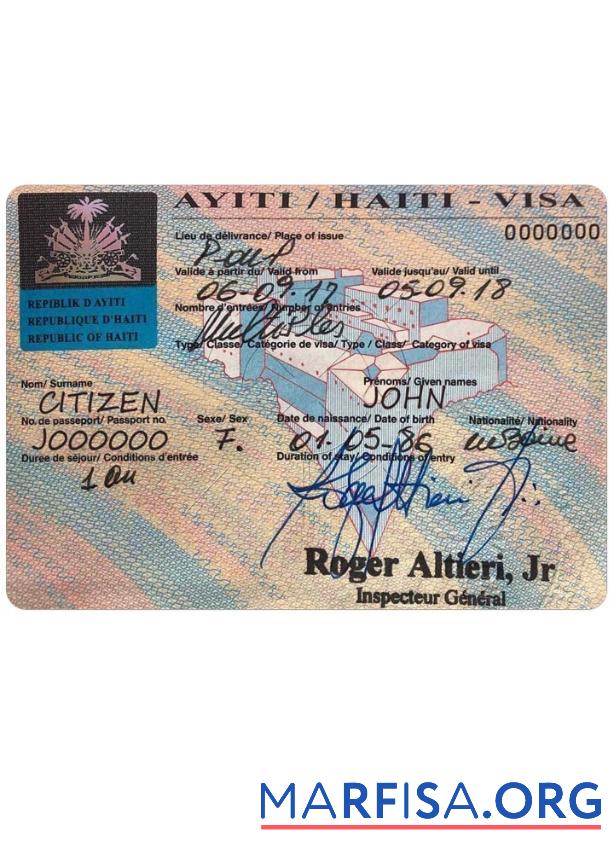 AYITI / HAITI - VISA
0000000
Lieu de délivrance/ Place of issue
P-au-P
Valide à partir du/ Valid from
Valide jusqu'au/ Valid until
06-09.17
05-09.18
Nombre d'entrées/ Number of entries
Multiples
Type/ Classe/ Catégorie de visa/ Type / Class/ Category of visa
REPIBLIK D AYITI
REPUBLIQUE D'HAITI
REPUBLIC OF HAITI
Nom/ Surname
CITIZEN
Prénoms/ Given names
JOHN
No. de passeport/ Passport no.
J000000
Sexe/ Sex
F.
Date de naissance/ Date of birth
01-05-86
Nationalité/ Nationality
Durée de séjour/ Conditions d'entrée
1 an
Duration of stay/ Conditions of entry
Roger Altieri, Jr
Inspecteur Général
MARFISA.ORG